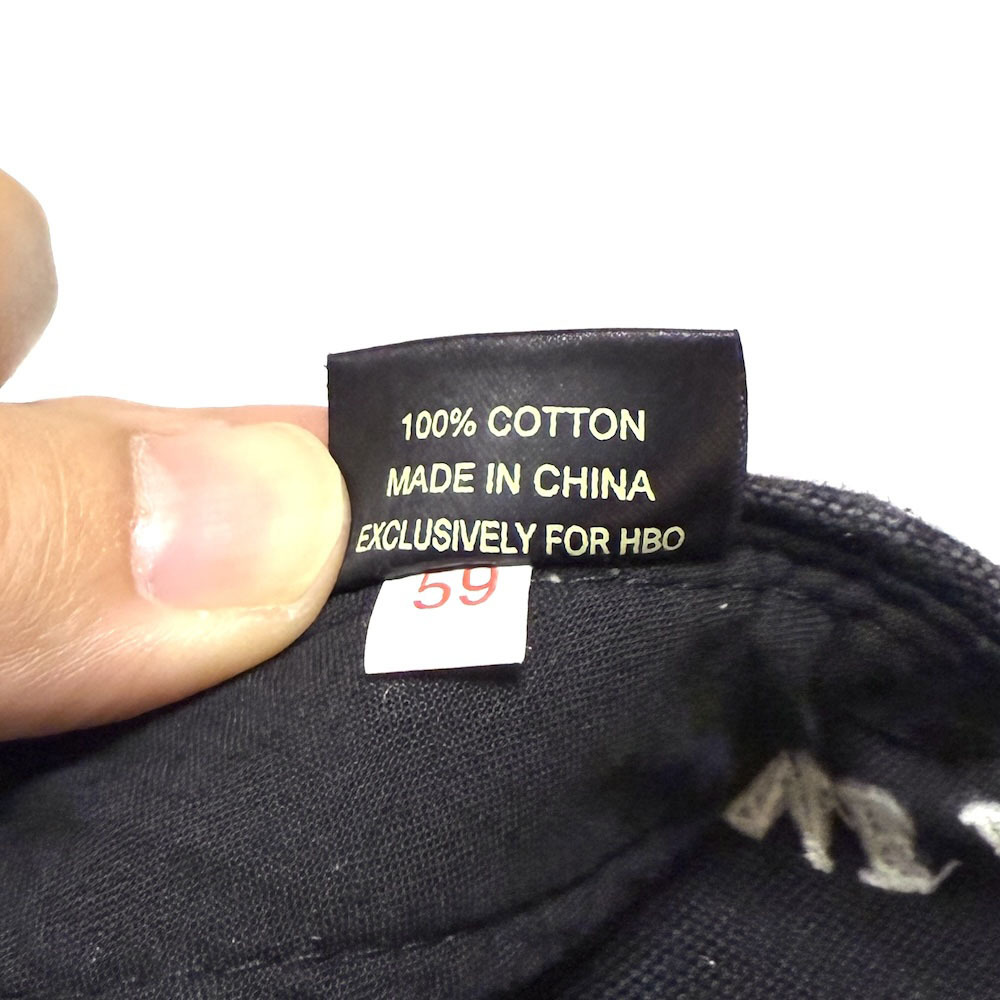 100% COTTON
MADE IN CHINA
EXCLUSIVELY FOR HBO
59